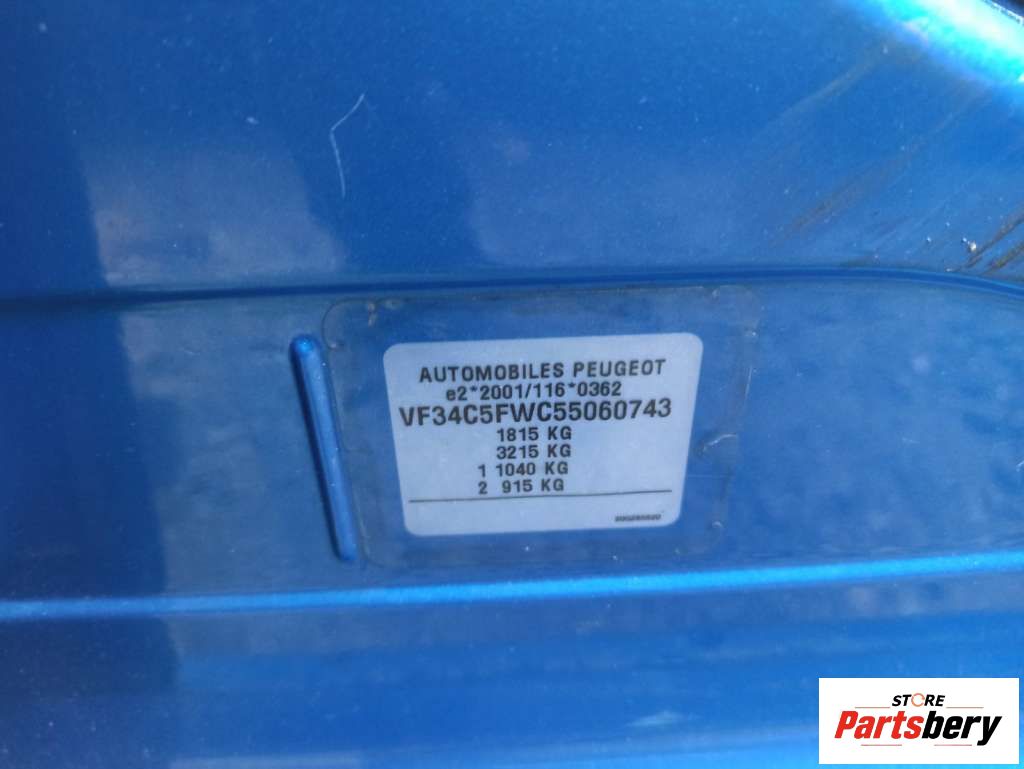 AUTOMOBILES PEUGEOT
e2*2001/116*0362
VF34C5FWC55060743
1815 KG
3215 KG
1 1040 KG
2 915 KG
STORE
Partsbery